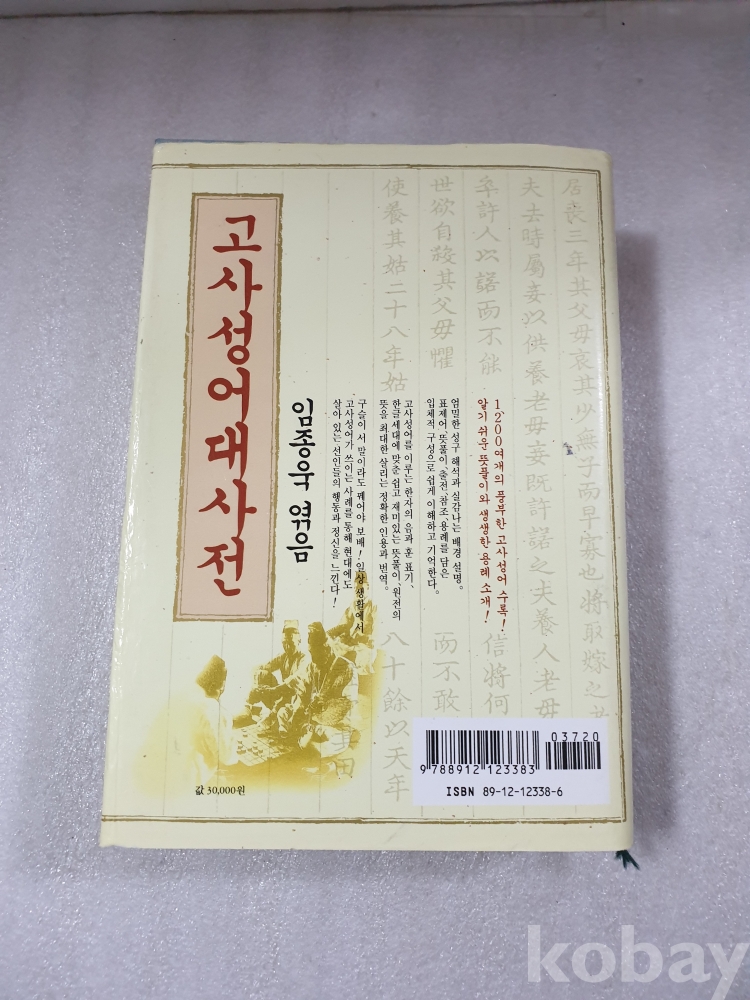 고사성어대사전
임종욱 엮음
1,200여개의 풍부한 고사성어 수록!
알기 쉬운 뜻풀이와 생생한 용례 소개!
엄밀한 성구 해석과 실감나는 배경 설명.
표제어, 뜻풀이, 출전, 참조, 용례를 담은
입체적 구성으로 쉽게 이해하고 기억한다.
고사성어를 이루는 한자의 음과 훈 표기,
한글 세대에 맞춘 쉽고 재미있는 뜻풀이, 원전의
뜻을 최대한 살리는 정확한 인용과 번역.
구슬이 서 말이라도 꿰어야 보배! 일상 생활에서
고사성어가 쓰이는 사례를 통해 현대에도
살아 있는 선인들의 행동과 정신을 느낀다!
居喪三年其父母哀其少無子而早寡也將取嫁之
夫去時屬妾以供養老母妾既許諾之夫養人老母
卒許人以諾而不能 信將何
世欲自殺其父母懼 而不敢
使養其姑二十八年姑 八十餘以天年
田
값 30,000원
03720
9 788912 123383
ISBN 89-12-12338-6
kobay